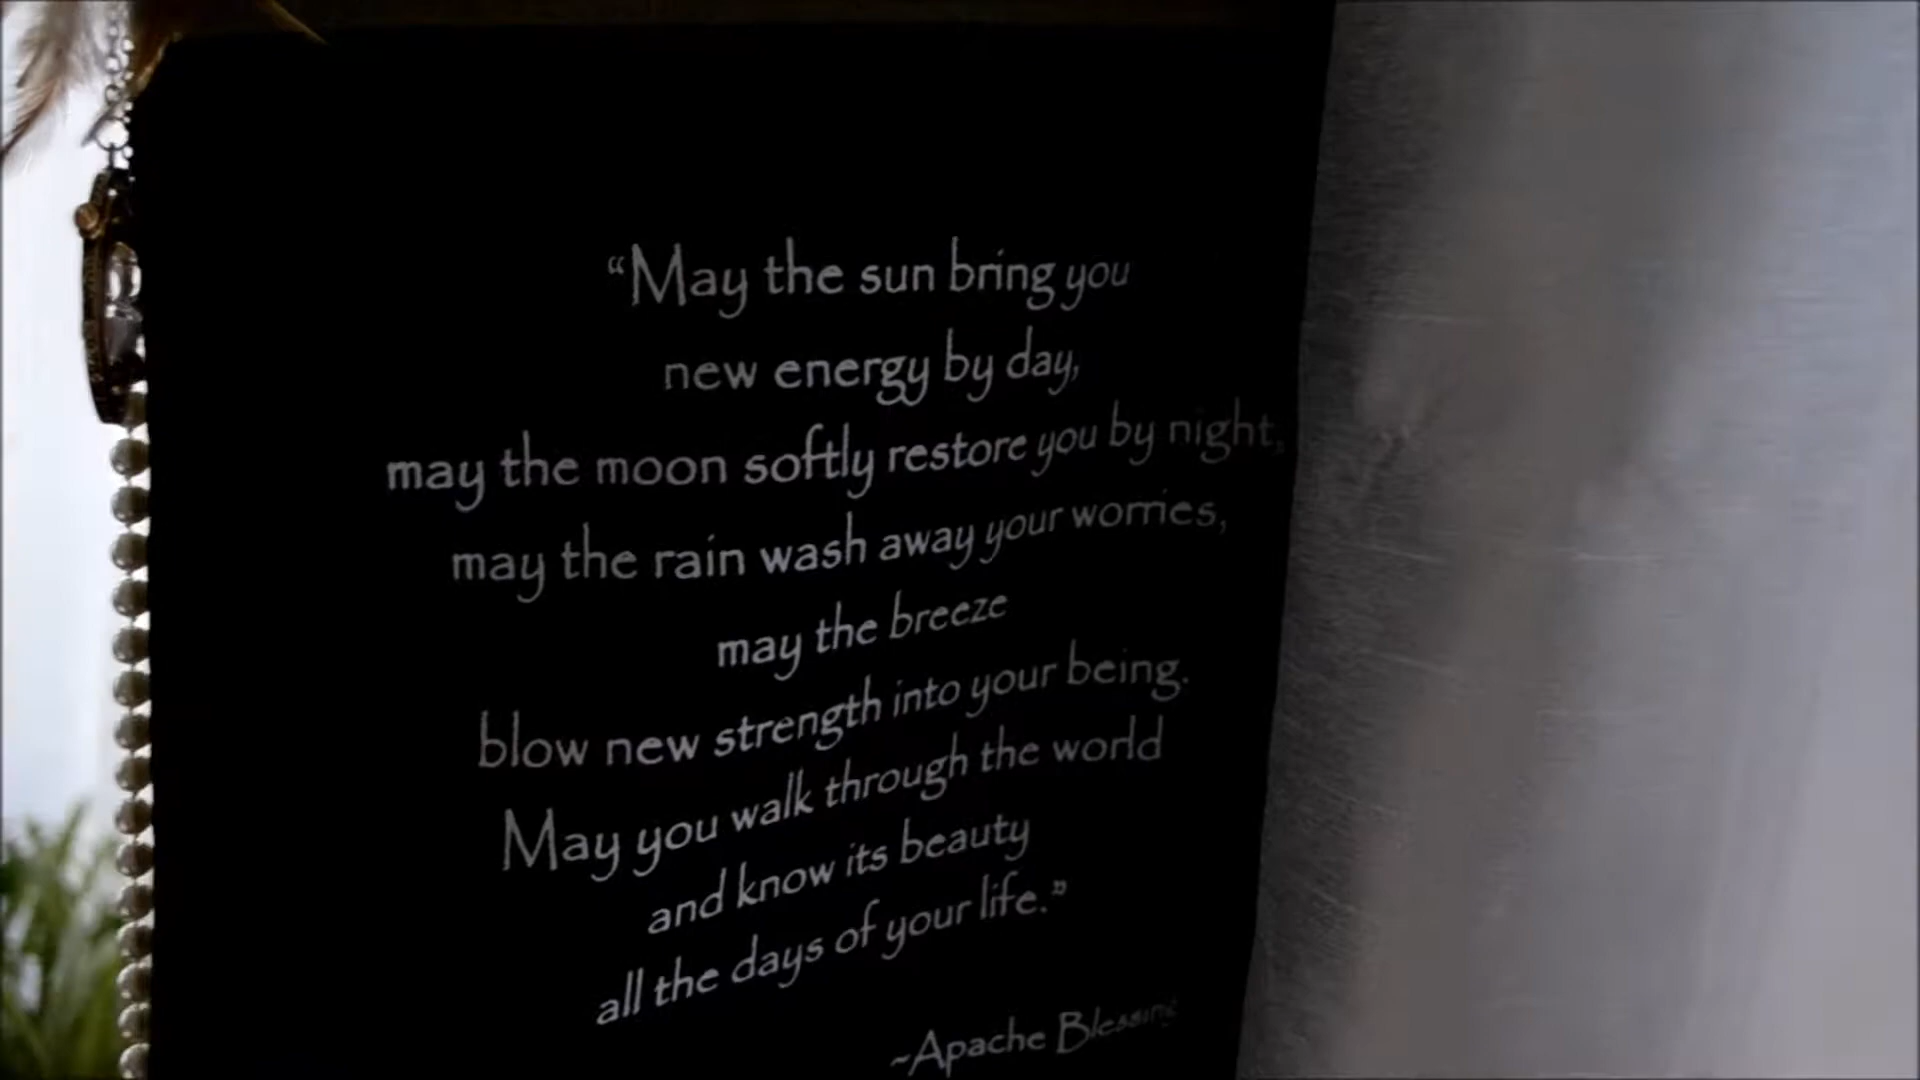 “May the sun bring you
new energy by day,
may the moon softly restore you by night,
may the rain wash away your worries,
may the breeze
blow new strength into your being.
May you walk through the world
and know its beauty
all the days of your life.”
~Apache Blessing